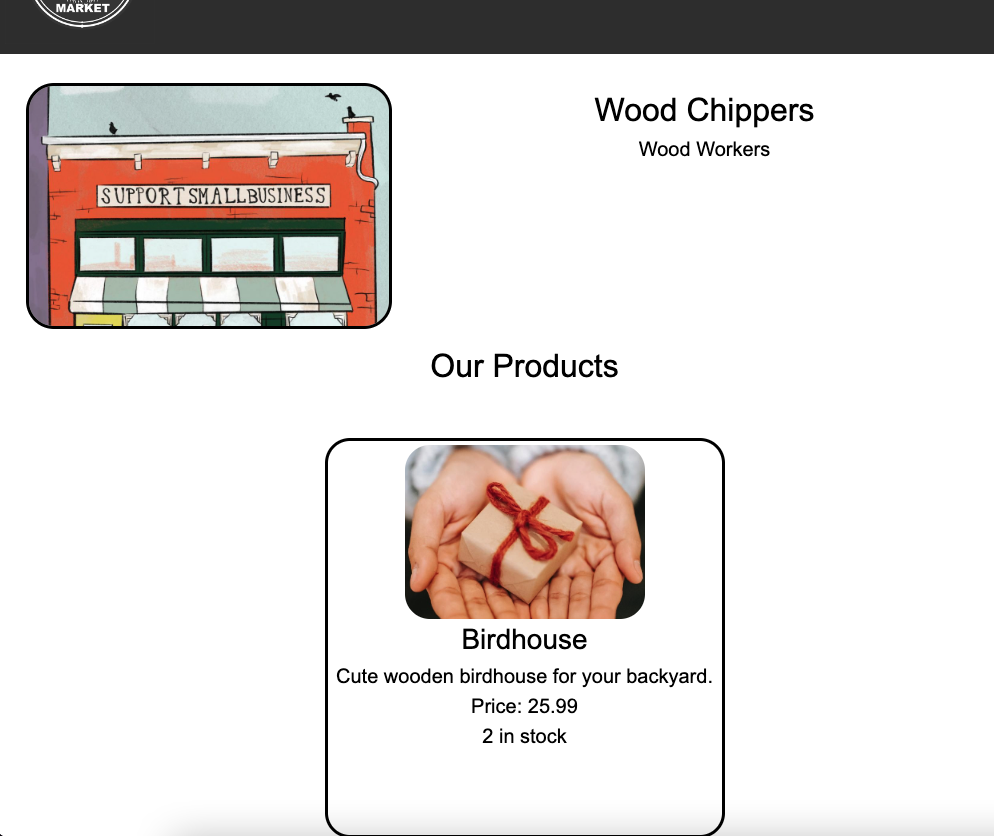 MARKET
Wood Chippers
Wood Workers
SUPPORT SMALL BUSINESS
Our Products
Birdhouse
Cute wooden birdhouse for your backyard.
Price: 25.99
2 in stock